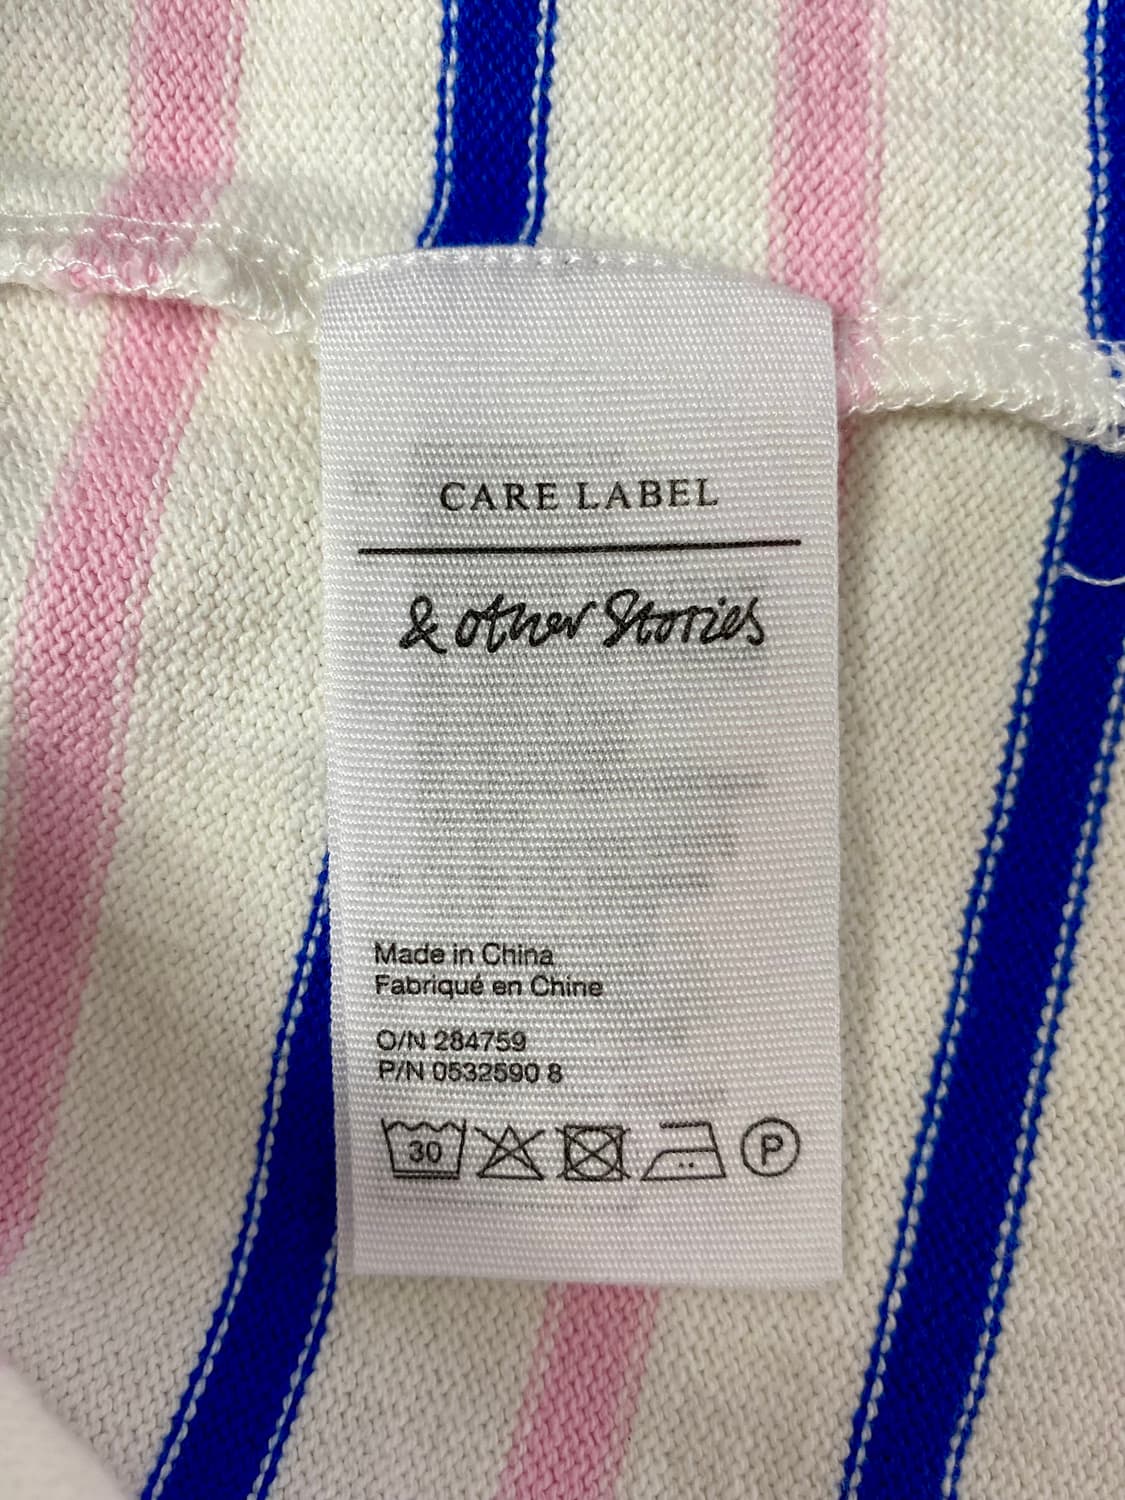 CARE LABEL
& other Stories
Made in China
Fabriqué en Chine
O/N 284759
P/N 0532590 8
30
P